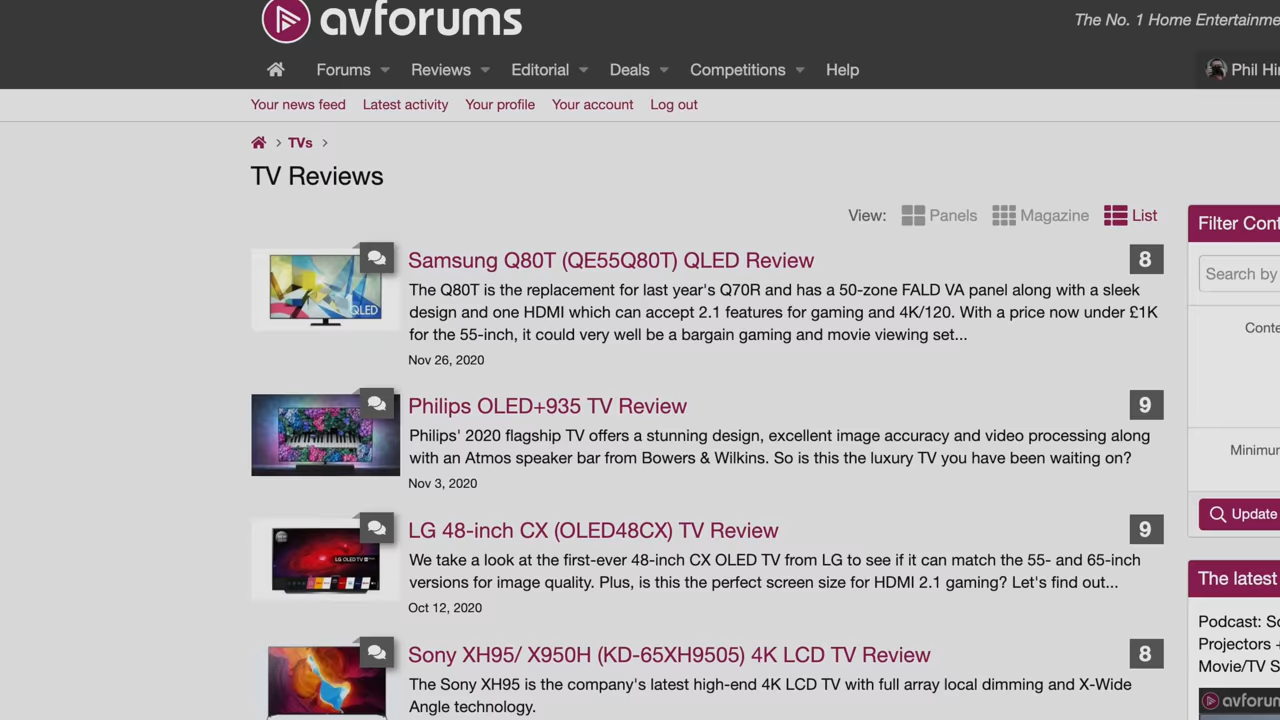 avforums
The No. 1 Home Entertainme
Forums Reviews Editorial Deals Competitions Help
Phil Hi
Your news feed Latest activity Your profile Your account Log out
TVs
TV Reviews
View: Panels Magazine List
Samsung Q80T (QE55Q80T) QLED Review
8
The Q80T is the replacement for last year's Q70R and has a 50-zone FALD VA panel along with a sleek
design and one HDMI which can accept 2.1 features for gaming and 4K/120. With a price now under £1K
for the 55-inch, it could very well be a bargain gaming and movie viewing set...
Nov 26, 2020
QLED
Philips OLED+935 TV Review
9
Philips' 2020 flagship TV offers a stunning design, excellent image accuracy and video processing along
with an Atmos speaker bar from Bowers & Wilkins. So is this the luxury TV you have been waiting on?
Nov 3, 2020
LG 48-inch CX (OLED48CX) TV Review
9
We take a look at the first-ever 48-inch CX OLED TV from LG to see if it can match the 55- and 65-inch
versions for image quality. Plus, is this the perfect screen size for HDMI 2.1 gaming? Let's find out...
Oct 12, 2020
LG OLED TV
Sony XH95/ X950H (KD-65XH9505) 4K LCD TV Review
8
The Sony XH95 is the company's latest high-end 4K LCD TV with full array local dimming and X-Wide
Angle technology.
Filter Cont
Search by
Conte
Minimur
Update
The latest
Podcast: So
Projectors +
Movie/TV S
avforums